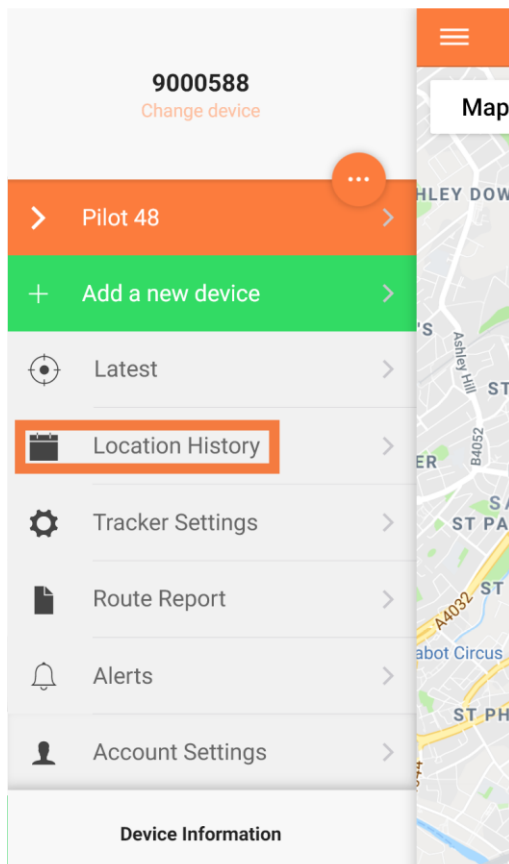 9000588
Change device
Pilot 48
Add a new device
Latest
Location History
Tracker Settings
Route Report
Alerts
Account Settings
Device Information
Map
HLEY DOW
'S
Ashley Hill
ST
B4052
ER
S
ST PA
ST
A4032
abot Circus
ST PH